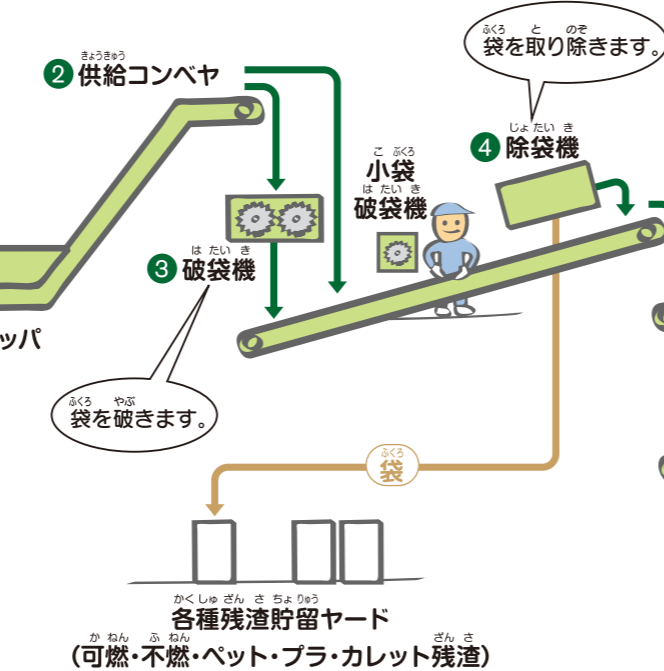 ふくろ と のぞ
袋を取り除きます。
きょうきゅう
② 供給コンベヤ
じょ たい き
④ 除袋機
こ ぶくろ
小袋
は たい き
破袋機
は たい き
③ 破袋機
ッパ
ふくろ やぶ
袋を破きます。
ふくろ
袋
かくしゅ ざん さ ちょ りゅう
各種残渣貯留ヤード
か ねん ふ ねん ざん さ
(可燃・不燃・ペット・プラ・カレット残渣)